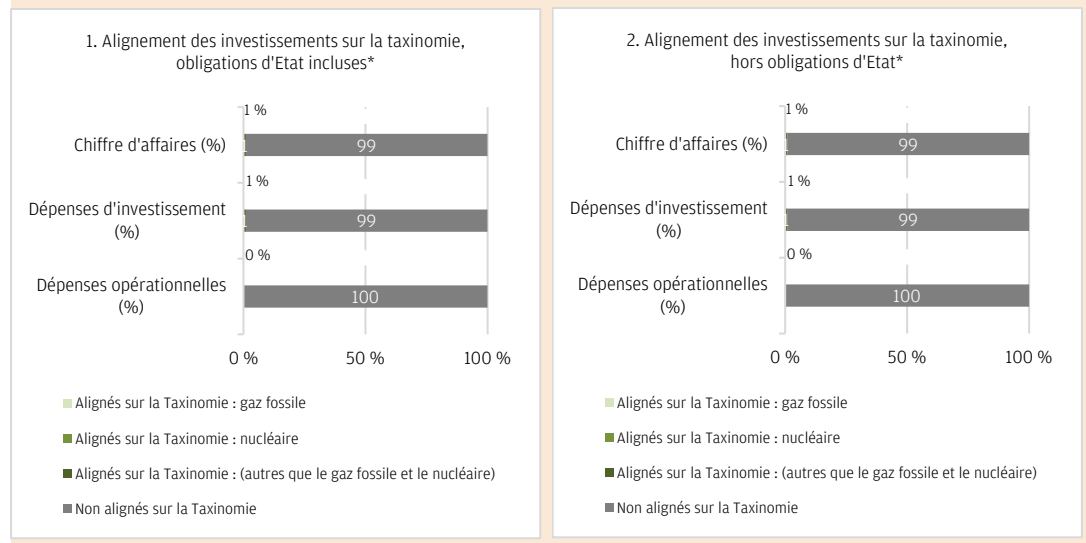 1. Alignement des investissements sur la taxinomie,
obligations d'Etat incluses*
1 %
Chiffre d'affaires (%)
1
99
1 %
Dépenses d'investissement
(%)
1
99
0 %
Dépenses opérationnelles
(%)
100
0 %
50 %
100 %
Alignés sur la Taxinomie : gaz fossile
Alignés sur la Taxinomie : nucléaire
Alignés sur la Taxinomie : (autres que le gaz fossile et le nucléaire)
Non alignés sur la Taxinomie
2. Alignement des investissements sur la taxinomie,
hors obligations d'Etat*
1 %
Chiffre d'affaires (%)
1
99
1 %
Dépenses d'investissement
(%)
1
99
0 %
Dépenses opérationnelles
(%)
100
0 %
50 %
100 %
Alignés sur la Taxinomie : gaz fossile
Alignés sur la Taxinomie : nucléaire
Alignés sur la Taxinomie : (autres que le gaz fossile et le nucléaire)
Non alignés sur la Taxinomie